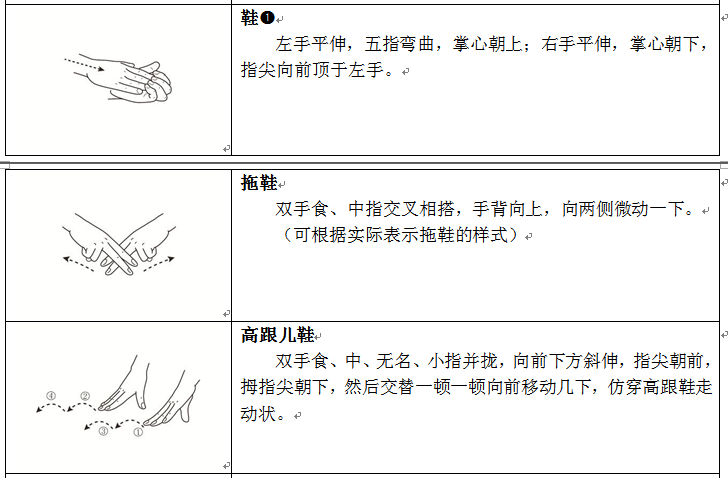 鞋❶
左手平伸，五指弯曲，掌心朝上；右手平伸，掌心朝下，
指尖向前顶于左手。
拖鞋
双手食、中指交叉相搭，手背向上，向两侧微动一下。
（可根据实际表示拖鞋的样式）
高跟儿鞋
双手食、中、无名、小指并拢，向前下方斜伸，指尖朝前，
拇指尖朝下，然后交替一顿一顿向前移动几下，仿穿高跟鞋走
动状。
④ ②
③ ①